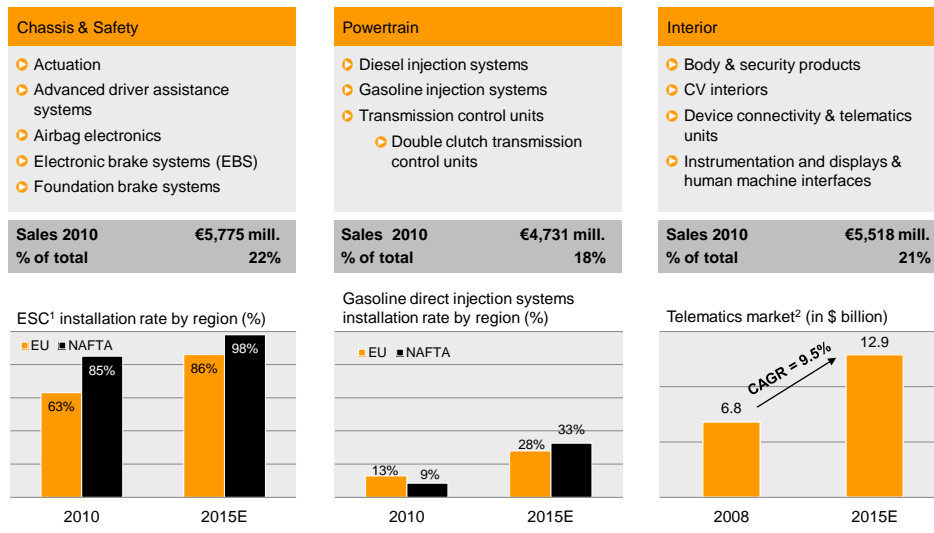 Chassis & Safety
Actuation
Advanced driver assistance
systems
Airbag electronics
Electronic brake systems (EBS)
Foundation brake systems
Sales 2010 €5,775 mill.
% of total 22%
ESC¹ installation rate by region (%)
EU NAFTA
63%
85%
86%
98%
2010 2015E
Powertrain
Diesel injection systems
Gasoline injection systems
Transmission control units
Double clutch transmission
control units
Sales 2010 €4,731 mill.
% of total 18%
Gasoline direct injection systems
installation rate by region (%)
EU NAFTA
13%
9%
28%
33%
2010 2015E
Interior
Body & security products
CV interiors
Device connectivity & telematics
units
Instrumentation and displays &
human machine interfaces
Sales 2010 €5,518 mill.
% of total 21%
Telematics market² (in $ billion)
6.8
CAGR = 9.5%
12.9
2008 2015E